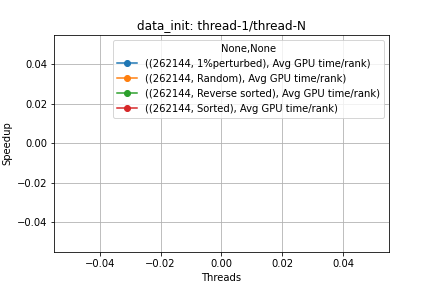 data_init: thread-1/thread-N
None,None
((262144, 1%perturbed), Avg GPU time/rank)
((262144, Random), Avg GPU time/rank)
((262144, Reverse sorted), Avg GPU time/rank)
((262144, Sorted), Avg GPU time/rank)
Speedup
0.04
0.02
0.00
−0.02
−0.04
−0.04
−0.02
0.00
0.02
0.04
Threads